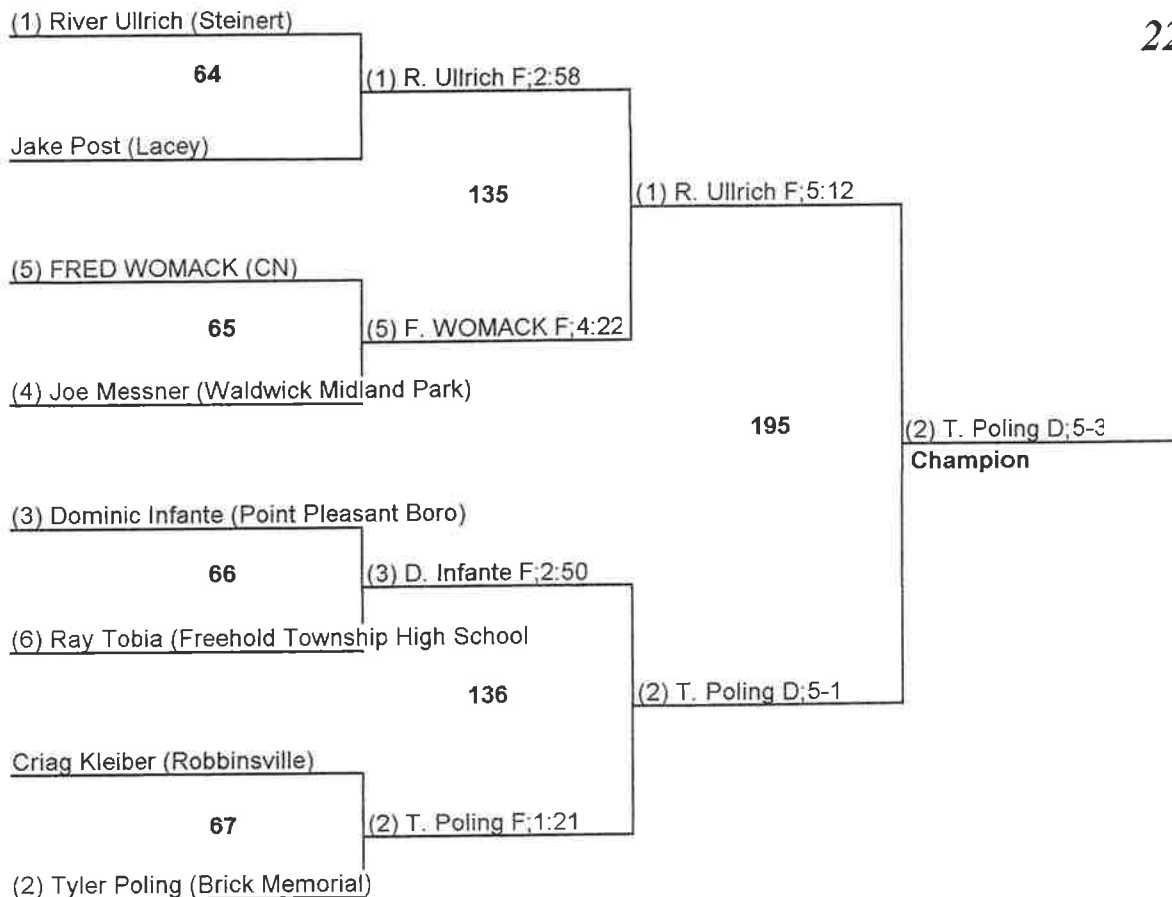 (1) River Ullrich (Steinert)
22
64
(1) R. Ullrich F;2:58
Jake Post (Lacey)
135
(1) R. Ullrich F;5:12
(5) FRED WOMACK (CN)
65
(5) F. WOMACK F;4:22
(4) Joe Messner (Waldwick Midland Park)
195
(2) T. Poling D;5-3
Champion
(3) Dominic Infante (Point Pleasant Boro)
66
(3) D. Infante F;2:50
(6) Ray Tobia (Freehold Township High School
136
(2) T. Poling D;5-1
Criag Kleiber (Robbinsville)
67
(2) T. Poling F;1:21
(2) Tyler Poling (Brick Memorial)